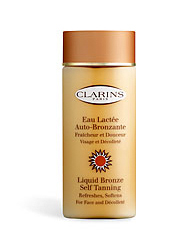 CLARINS
PARIS
Eau Lactée
Auto-Bronzante
Fraîcheur et Douceur
Visage et Décolleté
Liquid Bronze
Self Tanning
Refreshes, Softens
For Face and Décolleté